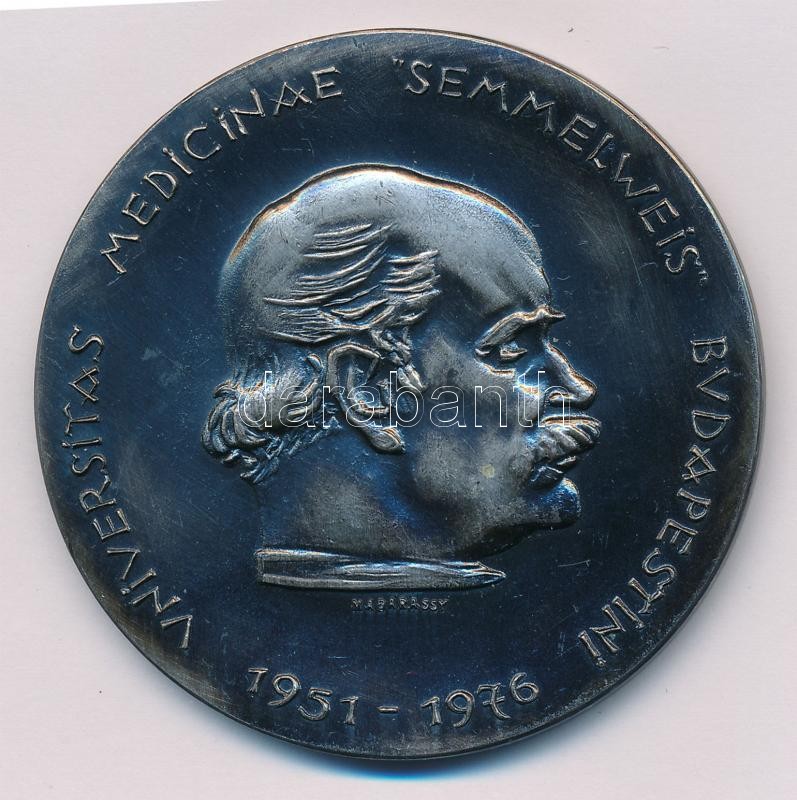 VNIVERSITAS MEDICINAE "SEMMELWEIS" BVDAPESTINI
1951 - 1976
MADARASSY
darabanth